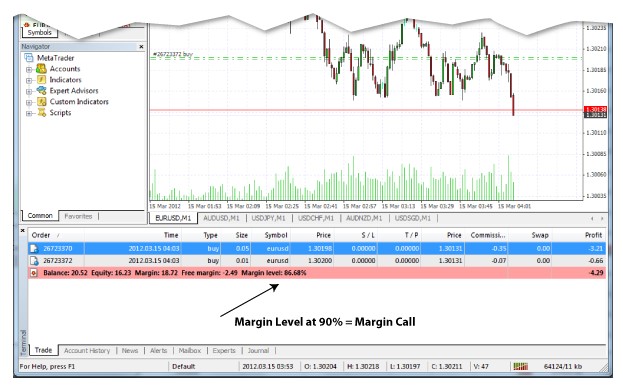 EUR
Symbols
Navigator
MetaTrader
Accounts
Indicators
Expert Advisors
Custom Indicators
Scripts
Common Favorites
#26723372 buy
1.30235
1.30210
1.30185
1.30160
1.30138
1.30131
1.30110
1.30085
1.30060
1.30035
15 Mar 2012 15 Mar 01:53 15 Mar 02:09 15 Mar 02:25 15 Mar 02:41 15 Mar 02:57 15 Mar 03:13 15 Mar 03:29 15 Mar 03:45 15 Mar 04:01
EURUSD,M1 AUDUSD,M1 USDJPY,M1 USDCHF,M1 AUDNZD,M1 USDSGD,M1
Order / Time Type Size Symbol Price S / L T / P Price Commissi... Swap Profit
26723370 2012.03.15 04:03 buy 0.05 eurusd 1.30198 0.00000 0.00000 1.30131 -0.35 0.00 -3.21
26723372 2012.03.15 04:03 buy 0.01 eurusd 1.30200 0.00000 0.00000 1.30131 -0.07 0.00 -0.66
Balance: 20.52 Equity: 16.23 Margin: 18.72 Free margin: -2.49 Margin level: 86.68% -4.29
Margin Level at 90% = Margin Call
Terminal
Trade Account History News Alerts Mailbox Experts Journal
For Help, press F1 Default 2012.03.15 03:53 O: 1.30204 H: 1.30218 L: 1.30197 C: 1.30211 V: 47 64124/11 kb